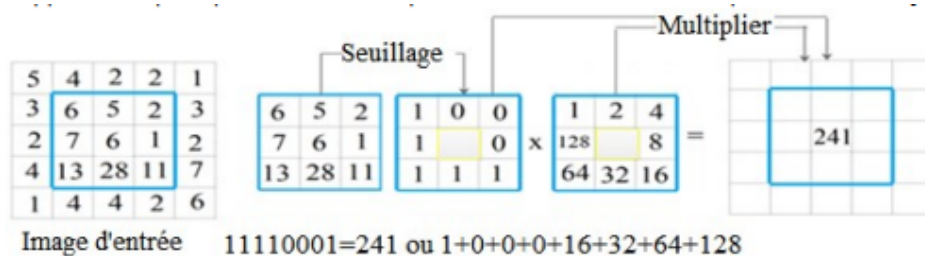 Multiplier
Seuillage
5 4 2 2 1
3 6 5 2 3
2 7 6 1 2
4 13 28 11 7
1 4 4 2 6
6 5 2
7 6 1
13 28 11
1 0 0
1 0
1 1 1
x
1 2 4
128 8
64 32 16
=
241
Image d'entrée
11110001=241 ou 1+0+0+0+16+32+64+128